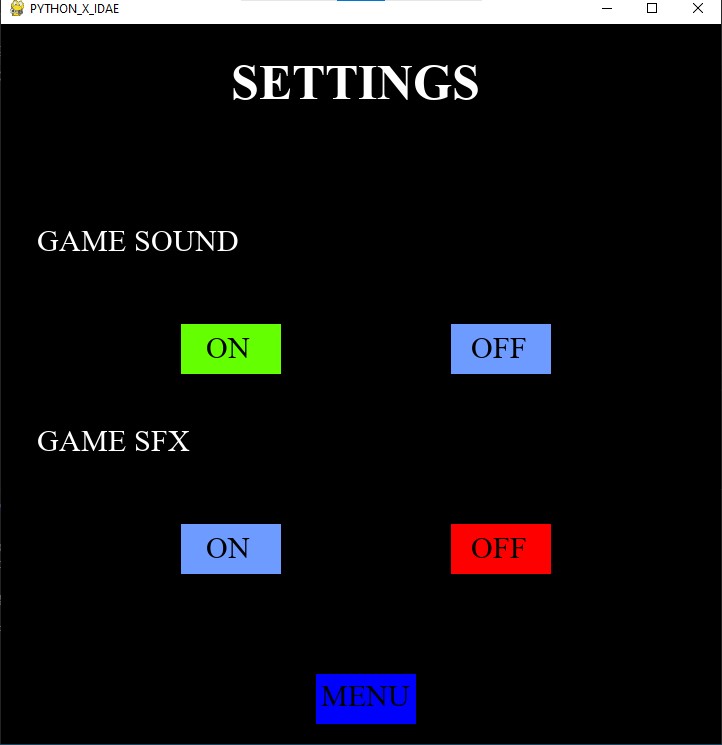 PYTHON_X_IDAE
SETTINGS
GAME SOUND
ON OFF
GAME SFX
ON OFF
MENU